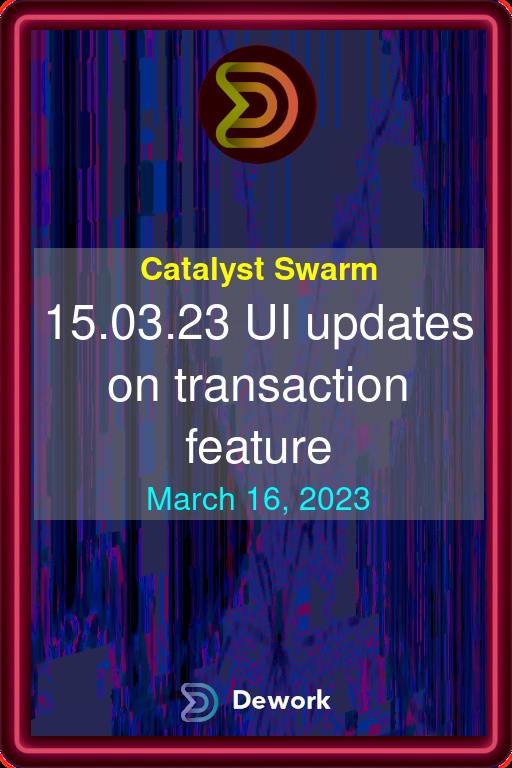 Catalyst Swarm
15.03.23 UI updates
on transaction
feature
March 16, 2023
Dework